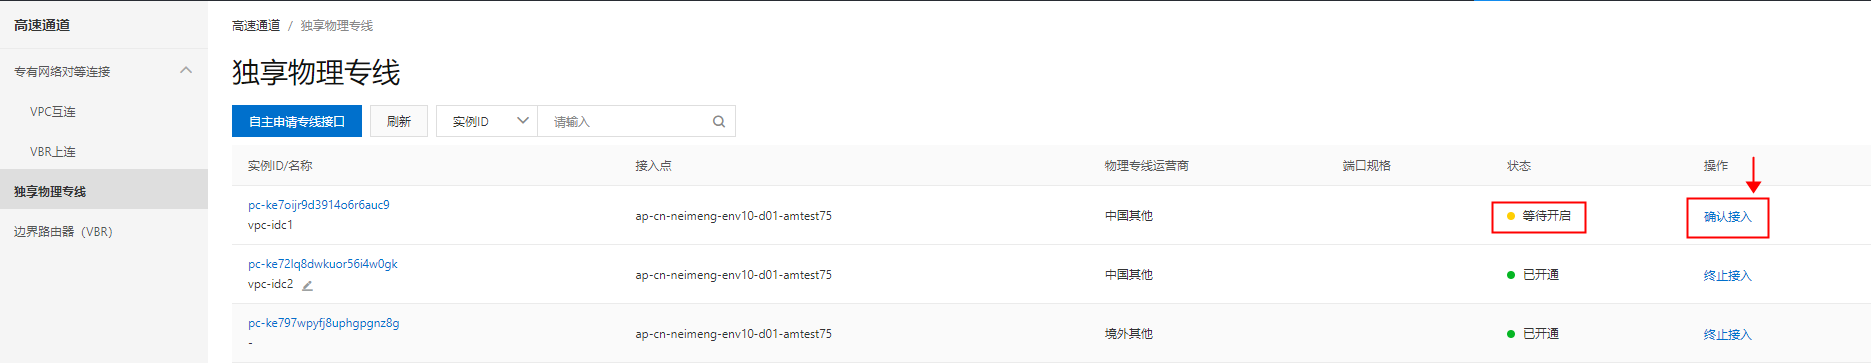 高速通道
专有网络对等连接
VPC互连
VBR上连
独享物理专线
边界路由器（VBR）
高速通道 / 独享物理专线
独享物理专线
自主申请专线接口 刷新 实例ID 请输入
实例ID/名称 接入点 物理专线运营商 端口规格 状态 操作
pc-ke7oijr9d3914o6r6auc9
vpc-idc1 ap-cn-neimeng-env10-d01-amtest75 中国其他 等待开启 确认接入
pc-ke72lq8dwkuor56i4w0gk
vpc-idc2 ap-cn-neimeng-env10-d01-amtest75 中国其他 已开通 终止接入
pc-ke797wpyfj8uphgpgnz8g
- ap-cn-neimeng-env10-d01-amtest75 境外其他 已开通 终止接入